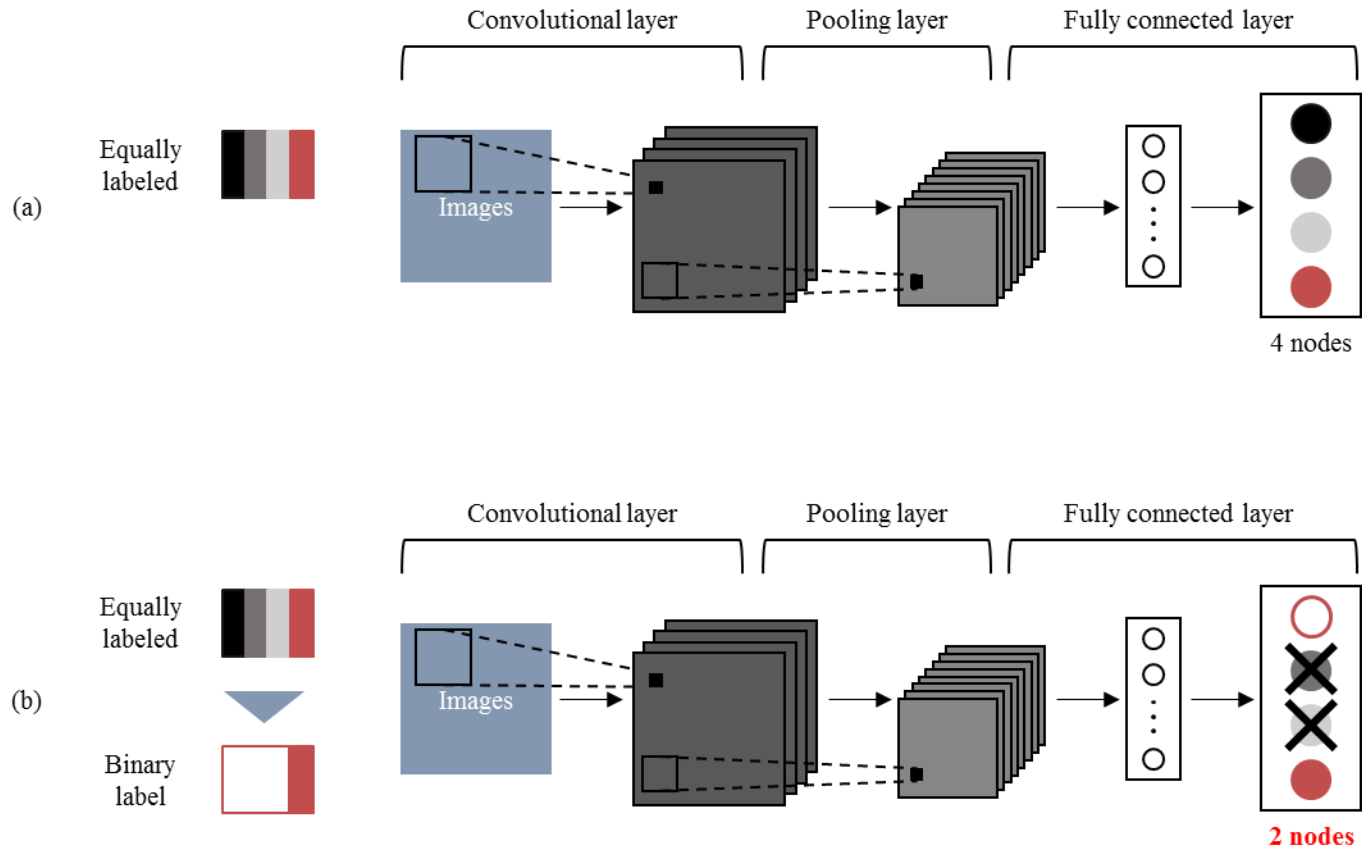 Convolutional layer
Pooling layer
Fully connected layer
(a)
Equally
labeled
Images
4 nodes
Convolutional layer
Pooling layer
Fully connected layer
(b)
Equally
labeled
Images
Binary
label
2 nodes